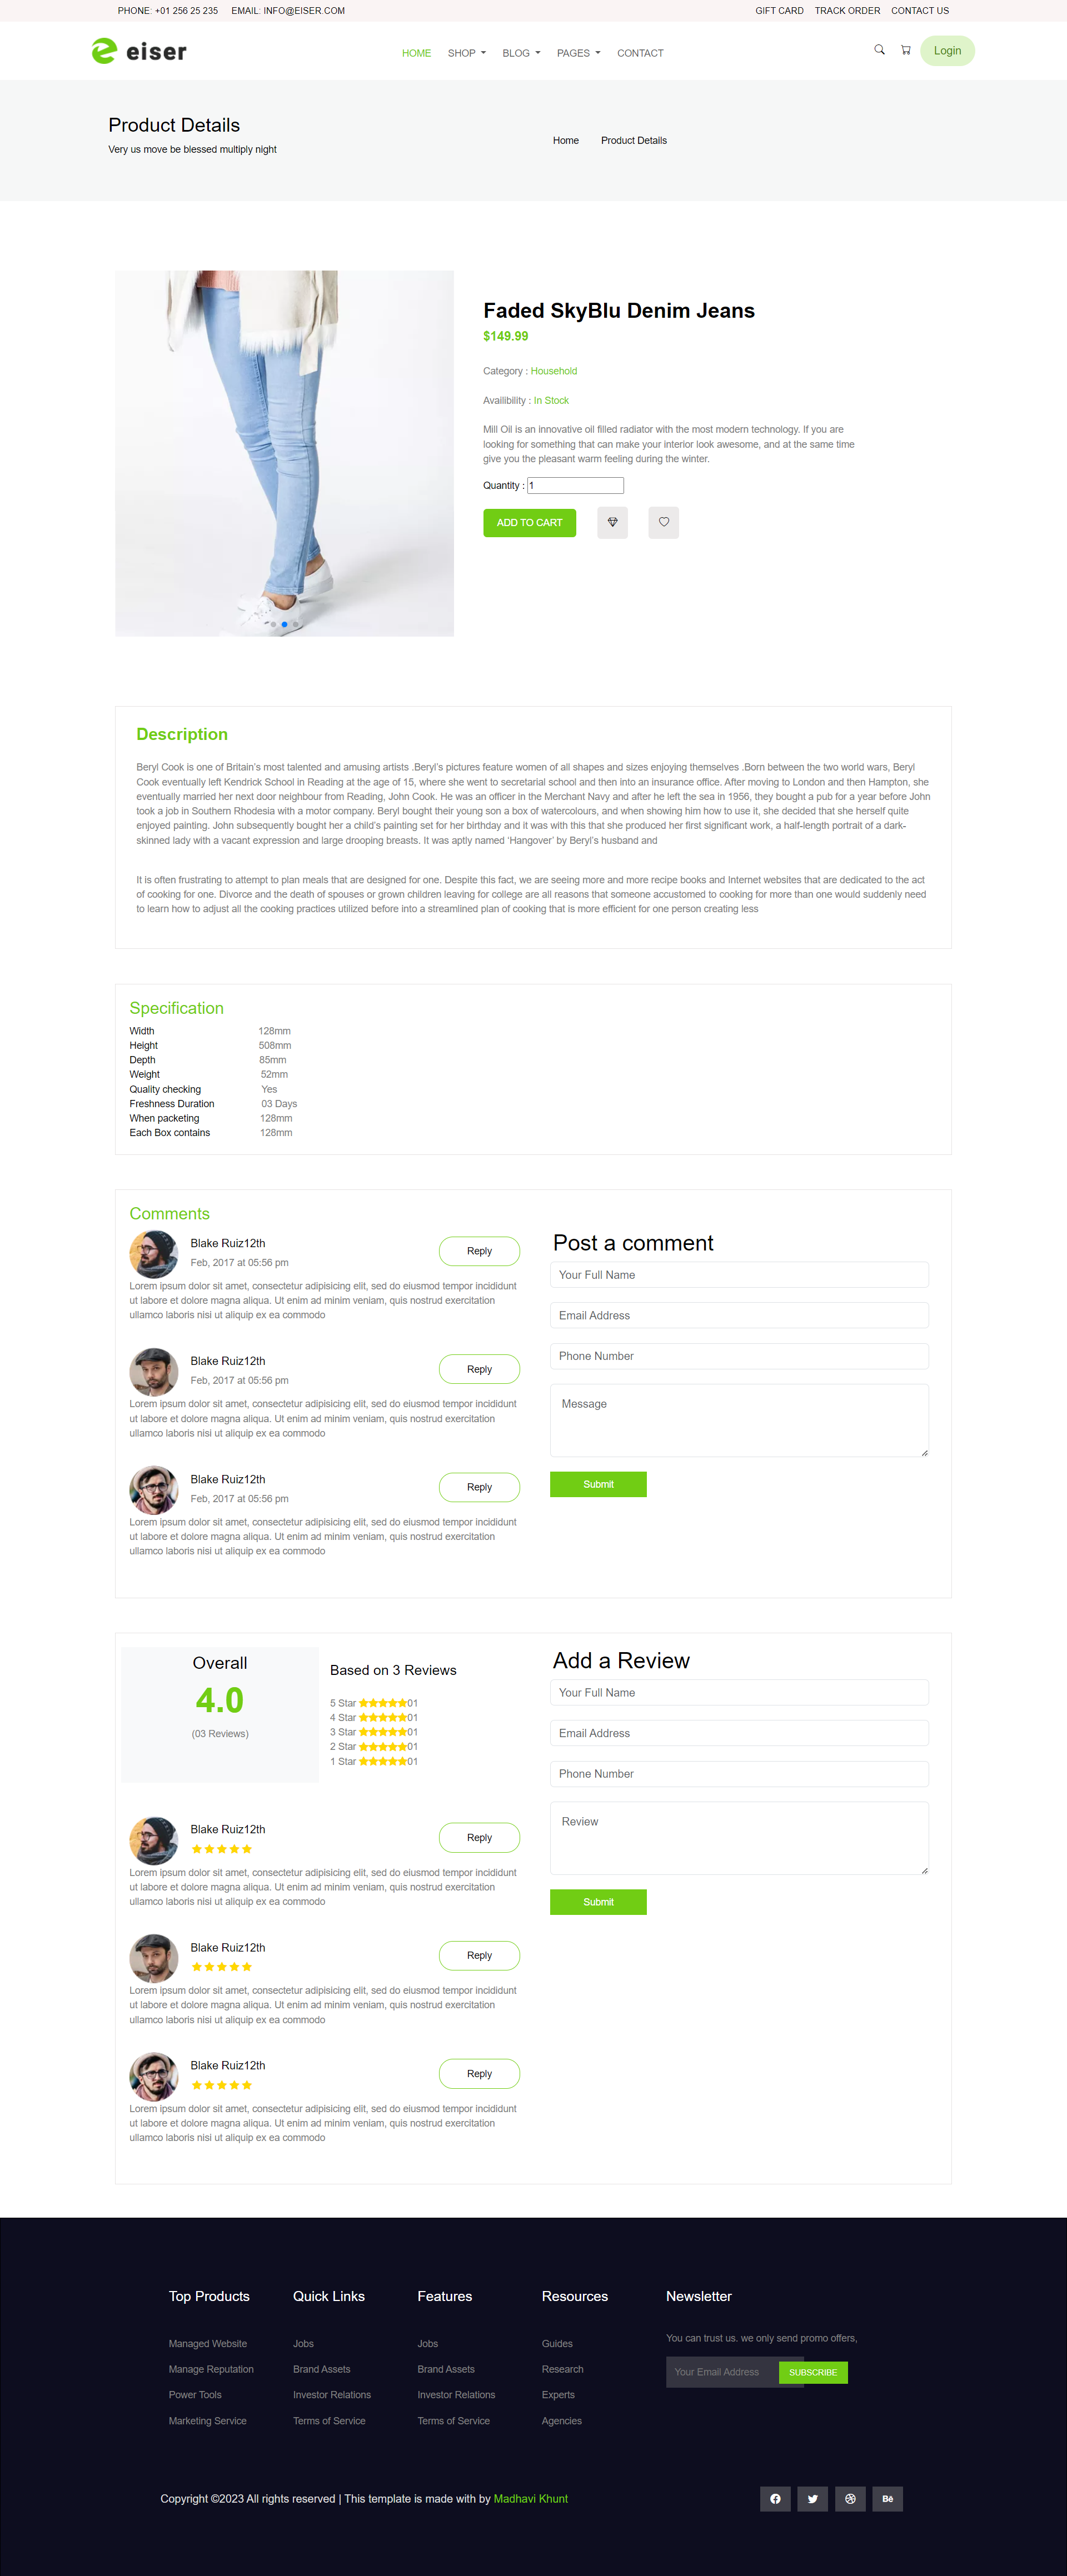 PHONE: +01 256 25 235 EMAIL: INFO@EISER.COM GIFT CARD TRACK ORDER CONTACT US
eiser HOME SHOP BLOG PAGES CONTACT Login
Product Details
Very us move be blessed multiply night
Home Product Details
Faded SkyBlu Denim Jeans
$149.99
Category : Household
Availibility : In Stock
Mill Oil is an innovative oil filled radiator with the most modern technology. If you are
looking for something that can make your interior look awesome, and at the same time
give you the pleasant warm feeling during the winter.
Quantity : 1
ADD TO CART
Description
Beryl Cook is one of Britain's most talented and amusing artists .Beryl's pictures feature women of all shapes and sizes enjoying themselves .Born between the two world wars, Beryl
Cook eventually left Kendrick School in Reading at the age of 15, where she went to secretarial school and then into an insurance office. After moving to London and then Hampton, she
eventually married her next door neighbour from Reading, John Cook. He was an officer in the Merchant Navy and after he left the sea in 1956, they bought a pub for a year before John
took a job in Southern Rhodesia with a motor company. Beryl bought their young son a box of watercolours, and when showing him how to use it, she decided that she herself quite
enjoyed painting. John subsequently bought her a child's painting set for her birthday and it was with this that she produced her first significant work, a half-length portrait of a dark-
skinned lady with a vacant expression and large drooping breasts. It was aptly named 'Hangover' by Beryl's husband and
It is often frustrating to attempt to plan meals that are designed for one. Despite this fact, we are seeing more and more recipe books and Internet websites that are dedicated to the act
of cooking for one. Divorce and the death of spouses or grown children leaving for college are all reasons that someone accustomed to cooking for more than one would suddenly need
to learn how to adjust all the cooking practices utilized before into a streamlined plan of cooking that is more efficient for one person creating less
Specification
Width 128mm
Height 508mm
Depth 85mm
Weight 52mm
Quality checking Yes
Freshness Duration 03 Days
When packeting 128mm
Each Box contains 128mm
Comments
Blake Ruiz12th
Feb, 2017 at 05:56 pm
Reply
Lorem ipsum dolor sit amet, consectetur adipisicing elit, sed do eiusmod tempor incididunt
ut labore et dolore magna aliqua. Ut enim ad minim veniam, quis nostrud exercitation
ullamco laboris nisi ut aliquip ex ea commodo
Blake Ruiz12th
Feb, 2017 at 05:56 pm
Reply
Lorem ipsum dolor sit amet, consectetur adipisicing elit, sed do eiusmod tempor incididunt
ut labore et dolore magna aliqua. Ut enim ad minim veniam, quis nostrud exercitation
ullamco laboris nisi ut aliquip ex ea commodo
Blake Ruiz12th
Feb, 2017 at 05:56 pm
Reply
Lorem ipsum dolor sit amet, consectetur adipisicing elit, sed do eiusmod tempor incididunt
ut labore et dolore magna aliqua. Ut enim ad minim veniam, quis nostrud exercitation
ullamco laboris nisi ut aliquip ex ea commodo
Post a comment
Your Full Name
Email Address
Phone Number
Message
Submit
Overall
4.0
(03 Reviews)
Based on 3 Reviews
5 Star 01
4 Star 01
3 Star 01
2 Star 01
1 Star 01
Blake Ruiz12th
Reply
Lorem ipsum dolor sit amet, consectetur adipisicing elit, sed do eiusmod tempor incididunt
ut labore et dolore magna aliqua. Ut enim ad minim veniam, quis nostrud exercitation
ullamco laboris nisi ut aliquip ex ea commodo
Blake Ruiz12th
Reply
Lorem ipsum dolor sit amet, consectetur adipisicing elit, sed do eiusmod tempor incididunt
ut labore et dolore magna aliqua. Ut enim ad minim veniam, quis nostrud exercitation
ullamco laboris nisi ut aliquip ex ea commodo
Blake Ruiz12th
Reply
Lorem ipsum dolor sit amet, consectetur adipisicing elit, sed do eiusmod tempor incididunt
ut labore et dolore magna aliqua. Ut enim ad minim veniam, quis nostrud exercitation
ullamco laboris nisi ut aliquip ex ea commodo
Add a Review
Your Full Name
Email Address
Phone Number
Review
Submit
Top Products
Managed Website
Manage Reputation
Power Tools
Marketing Service
Quick Links
Jobs
Brand Assets
Investor Relations
Terms of Service
Features
Jobs
Brand Assets
Investor Relations
Terms of Service
Resources
Guides
Research
Experts
Agencies
Newsletter
You can trust us. we only send promo offers,
Your Email Address SUBSCRIBE
Copyright ©2023 All rights reserved | This template is made with by Madhavi Khunt
Bē